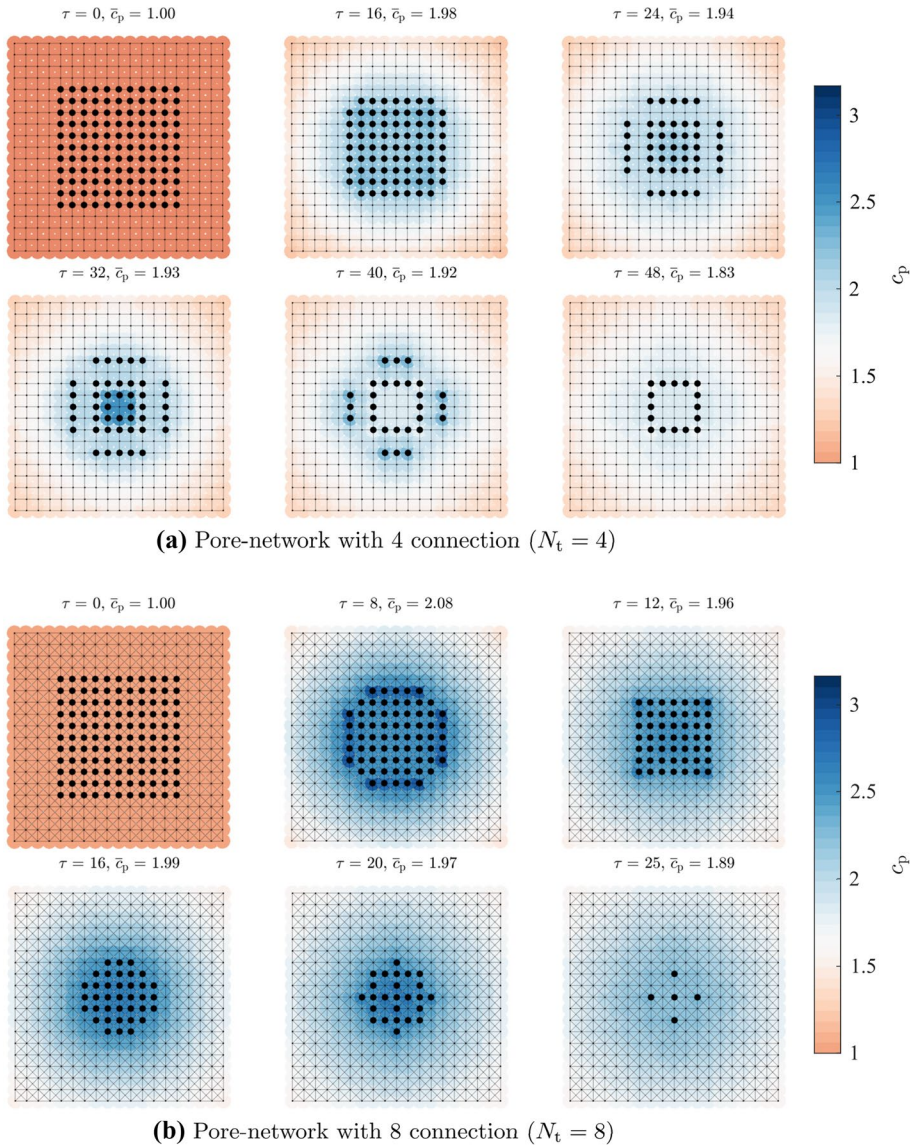 τ = 0, c̄ₚ = 1.00
τ = 16, c̄ₚ = 1.98
τ = 24, c̄ₚ = 1.94
τ = 32, c̄ₚ = 1.93
τ = 40, c̄ₚ = 1.92
τ = 48, c̄ₚ = 1.83
3
2.5
2
1.5
1
cₚ
(a) Pore-network with 4 connection (Nₜ = 4)
τ = 0, c̄ₚ = 1.00
τ = 8, c̄ₚ = 2.08
τ = 12, c̄ₚ = 1.96
τ = 16, c̄ₚ = 1.99
τ = 20, c̄ₚ = 1.97
τ = 25, c̄ₚ = 1.89
3
2.5
2
1.5
1
cₚ
(b) Pore-network with 8 connection (Nₜ = 8)